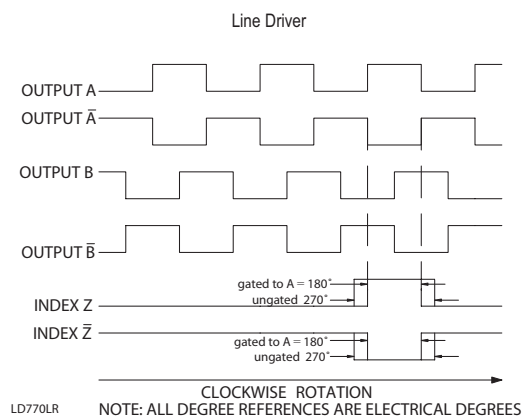 Line Driver
OUTPUT A
OUTPUT A̅
OUTPUT B
OUTPUT B̅
gated to A = 180°
ungated 270°
INDEX Z
INDEX Z̅
gated to A = 180°
ungated 270°
CLOCKWISE ROTATION
LD770LR
NOTE: ALL DEGREE REFERENCES ARE ELECTRICAL DEGREES